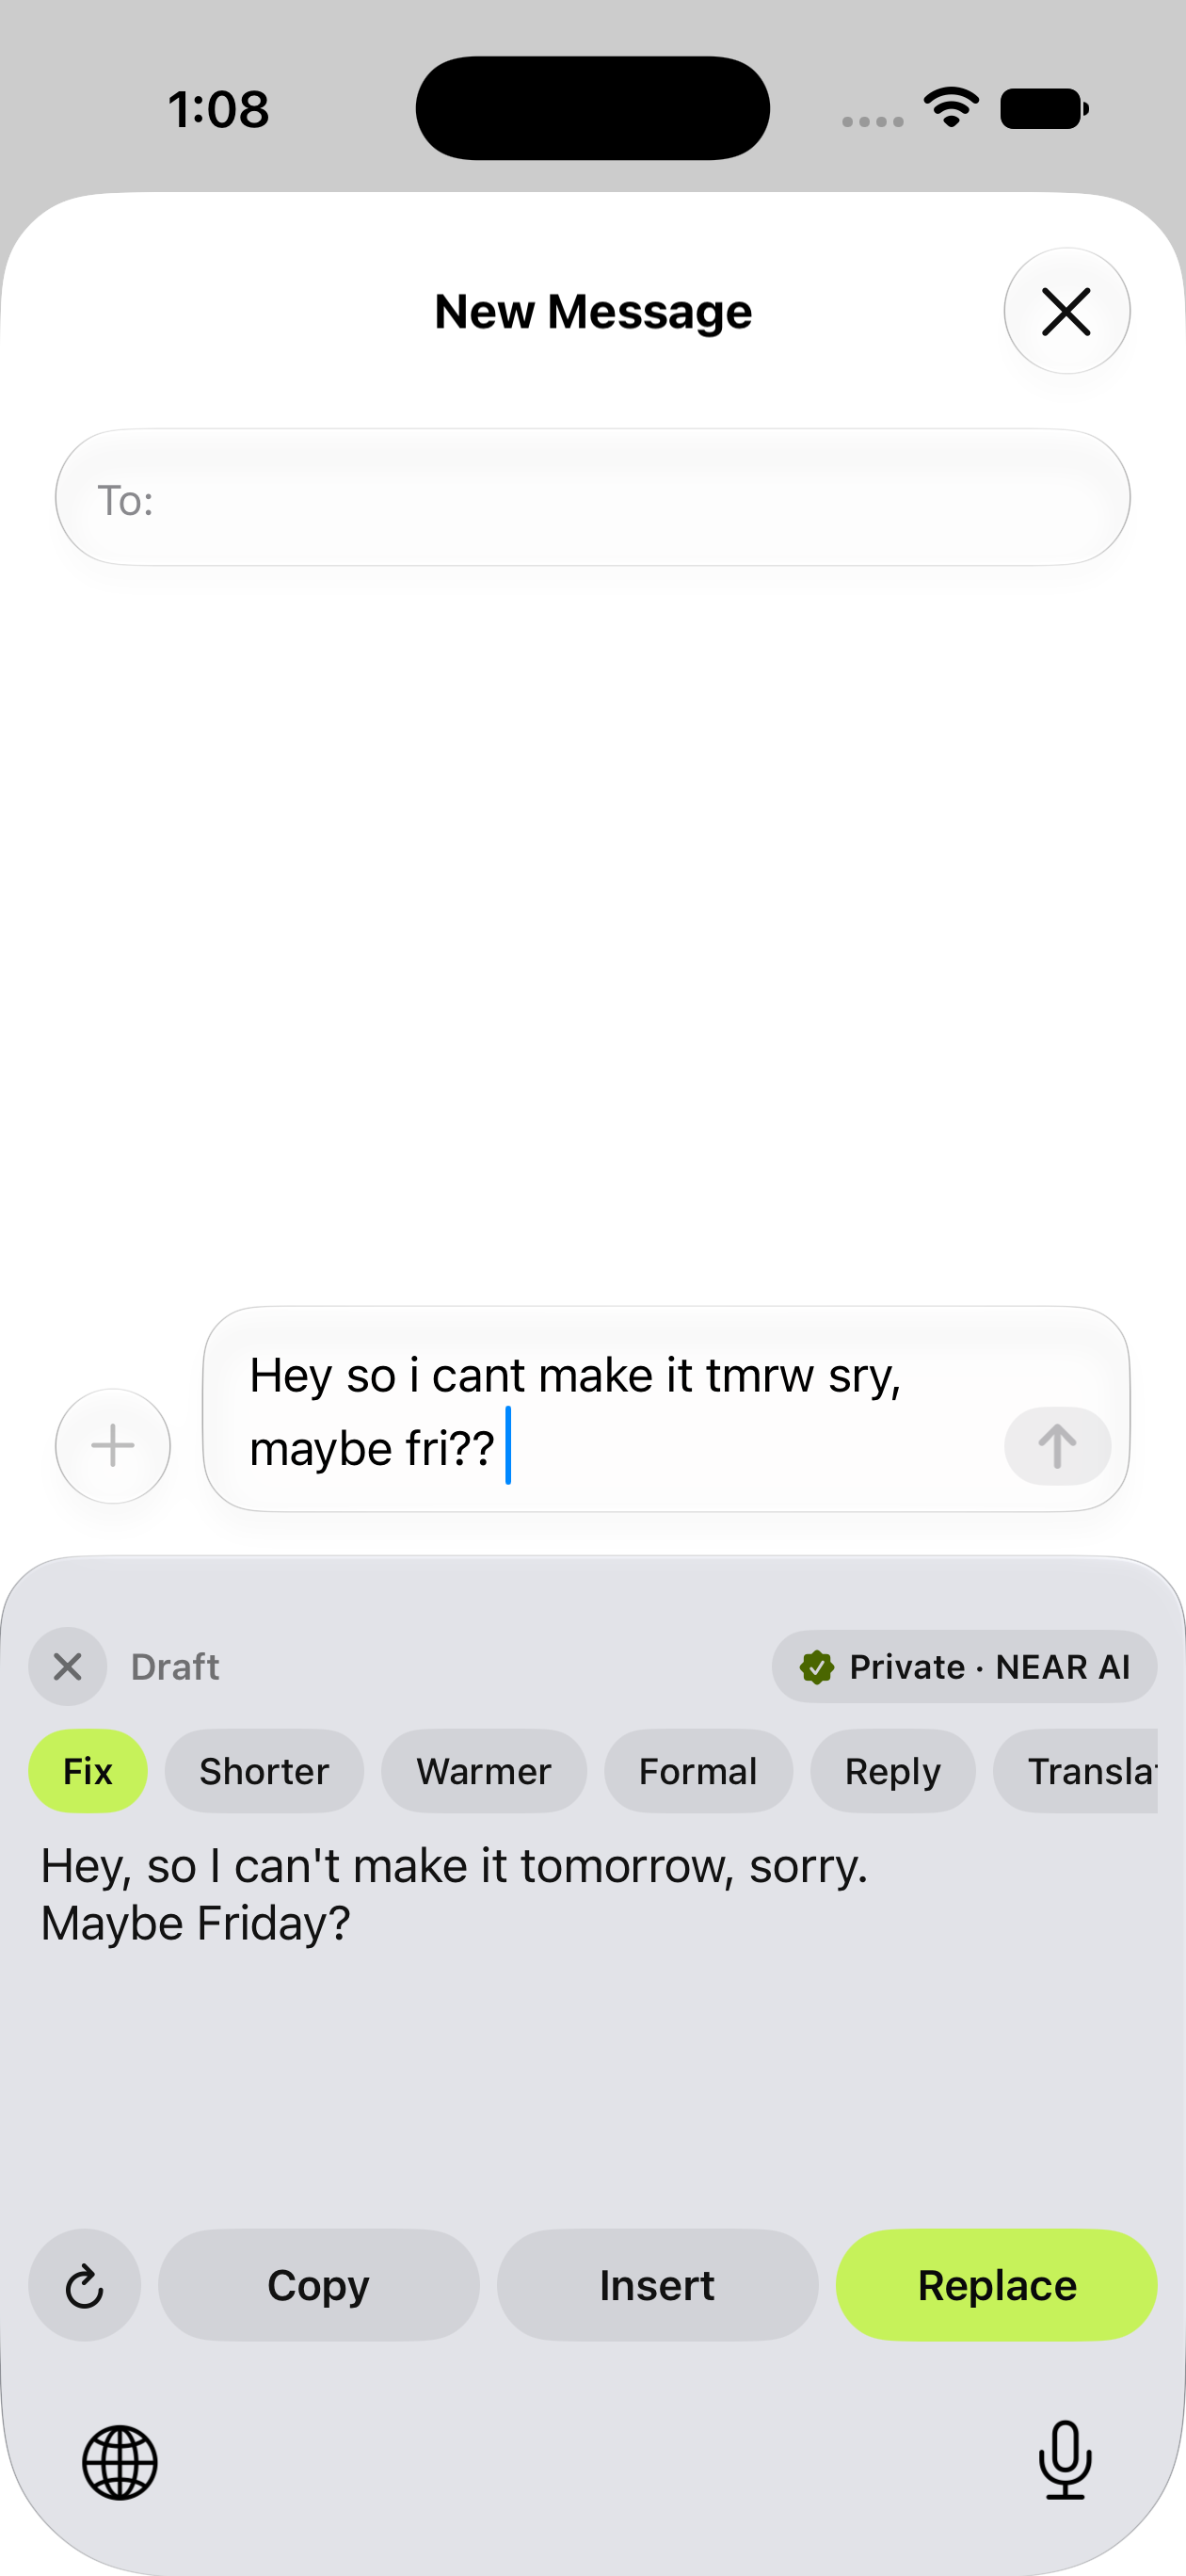 1:08
New Message
To:
Hey so i cant make it tmrw sry,
maybe fri??
Draft
Private · NEAR AI
Fix
Shorter
Warmer
Formal
Reply
Transla
Hey, so I can't make it tomorrow, sorry.
Maybe Friday?
Copy
Insert
Replace